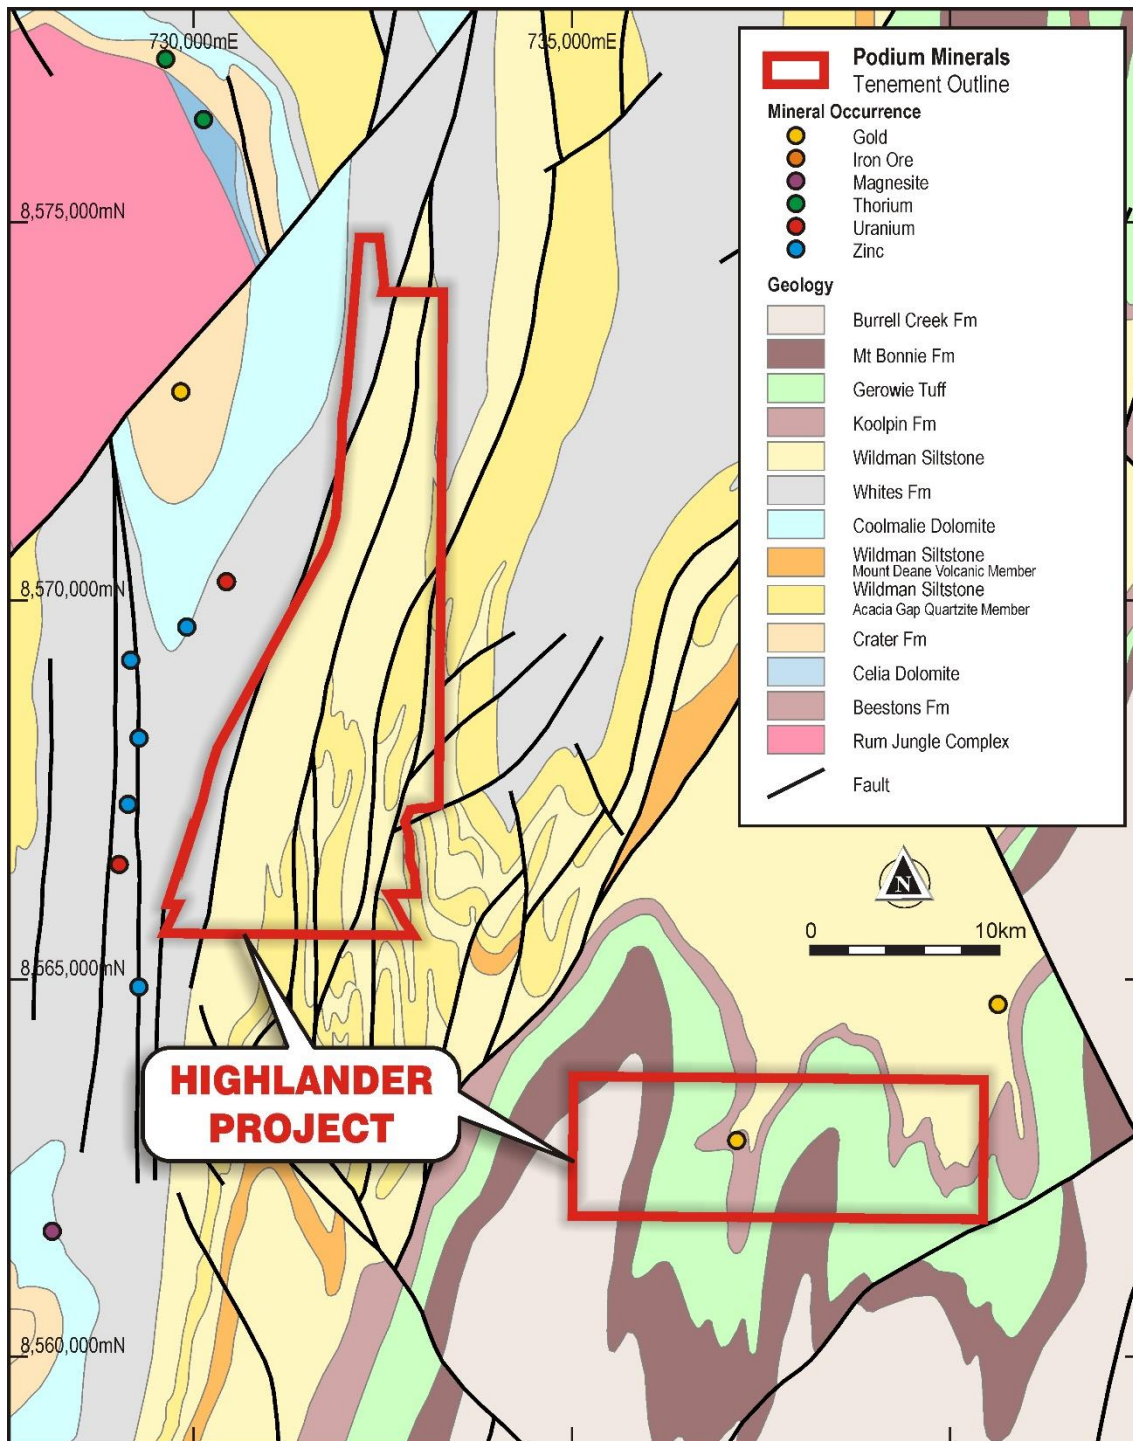 730,000mE
735,000mE
8,575,000mN
8,570,000mN
8,565,000mN
8,560,000mN
Podium Minerals
Tenement Outline
Mineral Occurrence
Gold
Iron Ore
Magnesite
Thorium
Uranium
Zinc
Geology
Burrell Creek Fm
Mt Bonnie Fm
Gerowie Tuff
Koolpin Fm
Wildman Siltstone
Whites Fm
Coolmalie Dolomite
Wildman Siltstone
Mount Deane Volcanic Member
Wildman Siltstone
Acacia Gap Quartzite Member
Crater Fm
Celia Dolomite
Beestons Fm
Rum Jungle Complex
Fault
N
0 10km
HIGHLANDER
PROJECT